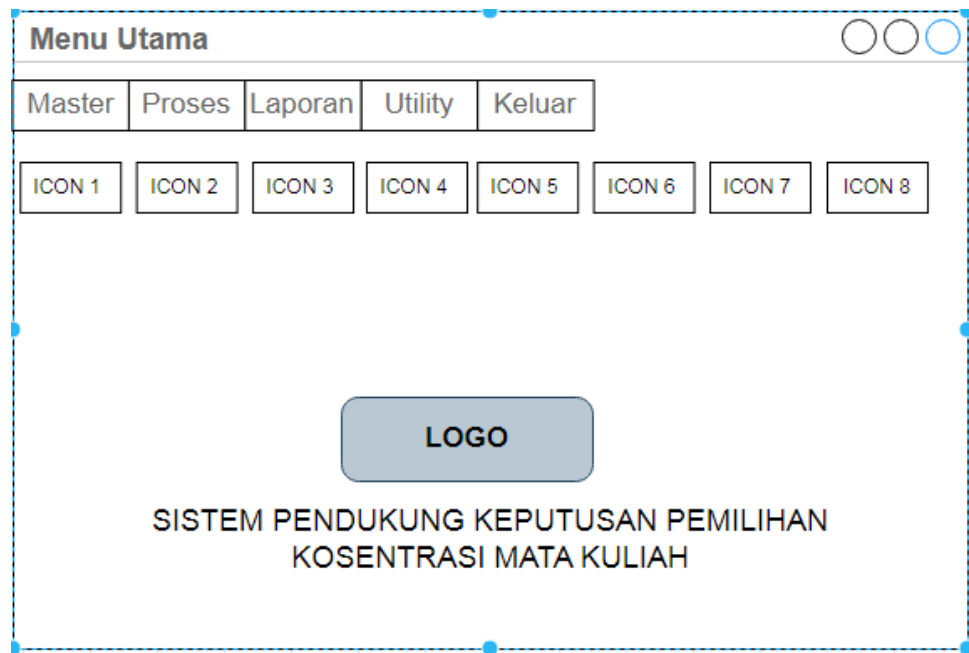 Menu Utama
Master Proses Laporan Utility Keluar
ICON 1 ICON 2 ICON 3 ICON 4 ICON 5 ICON 6 ICON 7 ICON 8
LOGO
SISTEM PENDUKUNG KEPUTUSAN PEMILIHAN
KOSENTRASI MATA KULIAH